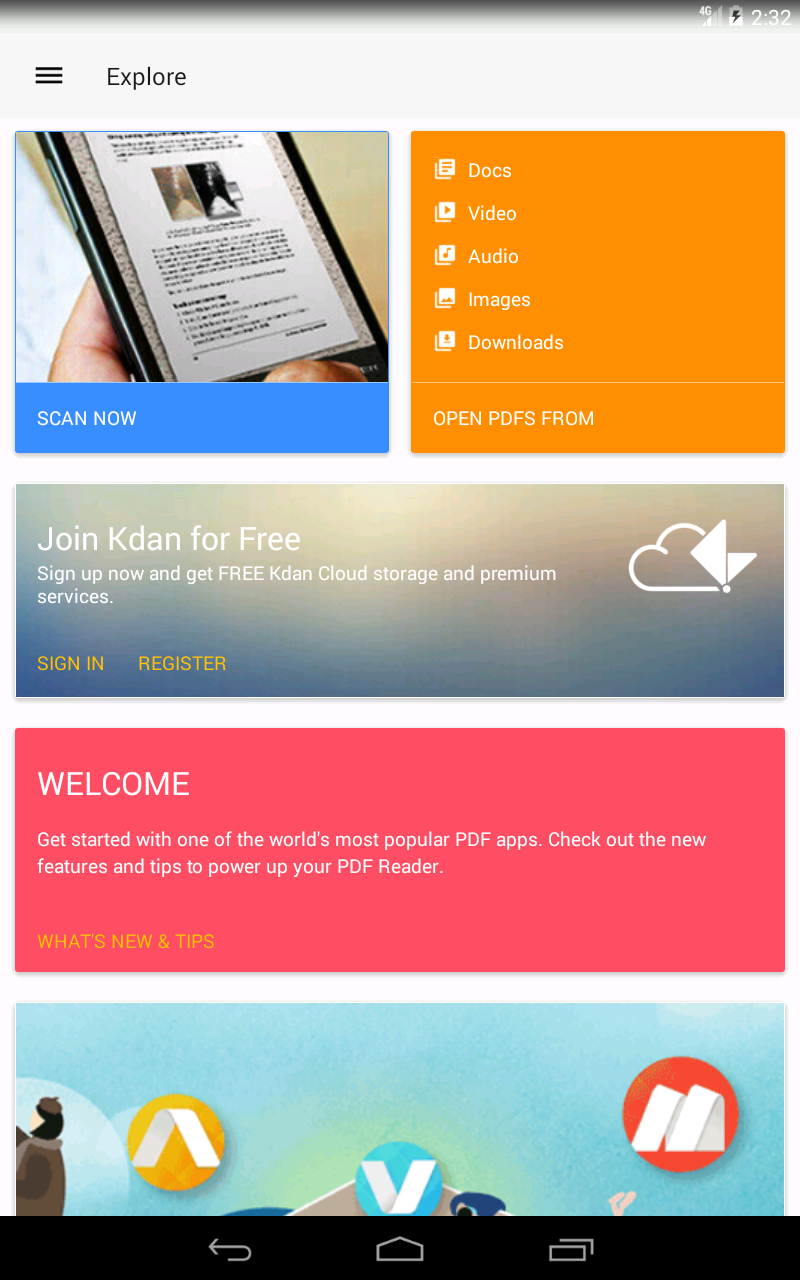 4G 2:32
Explore
Docs
Video
Audio
Images
Downloads
SCAN NOW
OPEN PDFS FROM
Join Kdan for Free
Sign up now and get FREE Kdan Cloud storage and premium
services.
SIGN IN REGISTER
WELCOME
Get started with one of the world's most popular PDF apps. Check out the new
features and tips to power up your PDF Reader.
WHAT'S NEW & TIPS